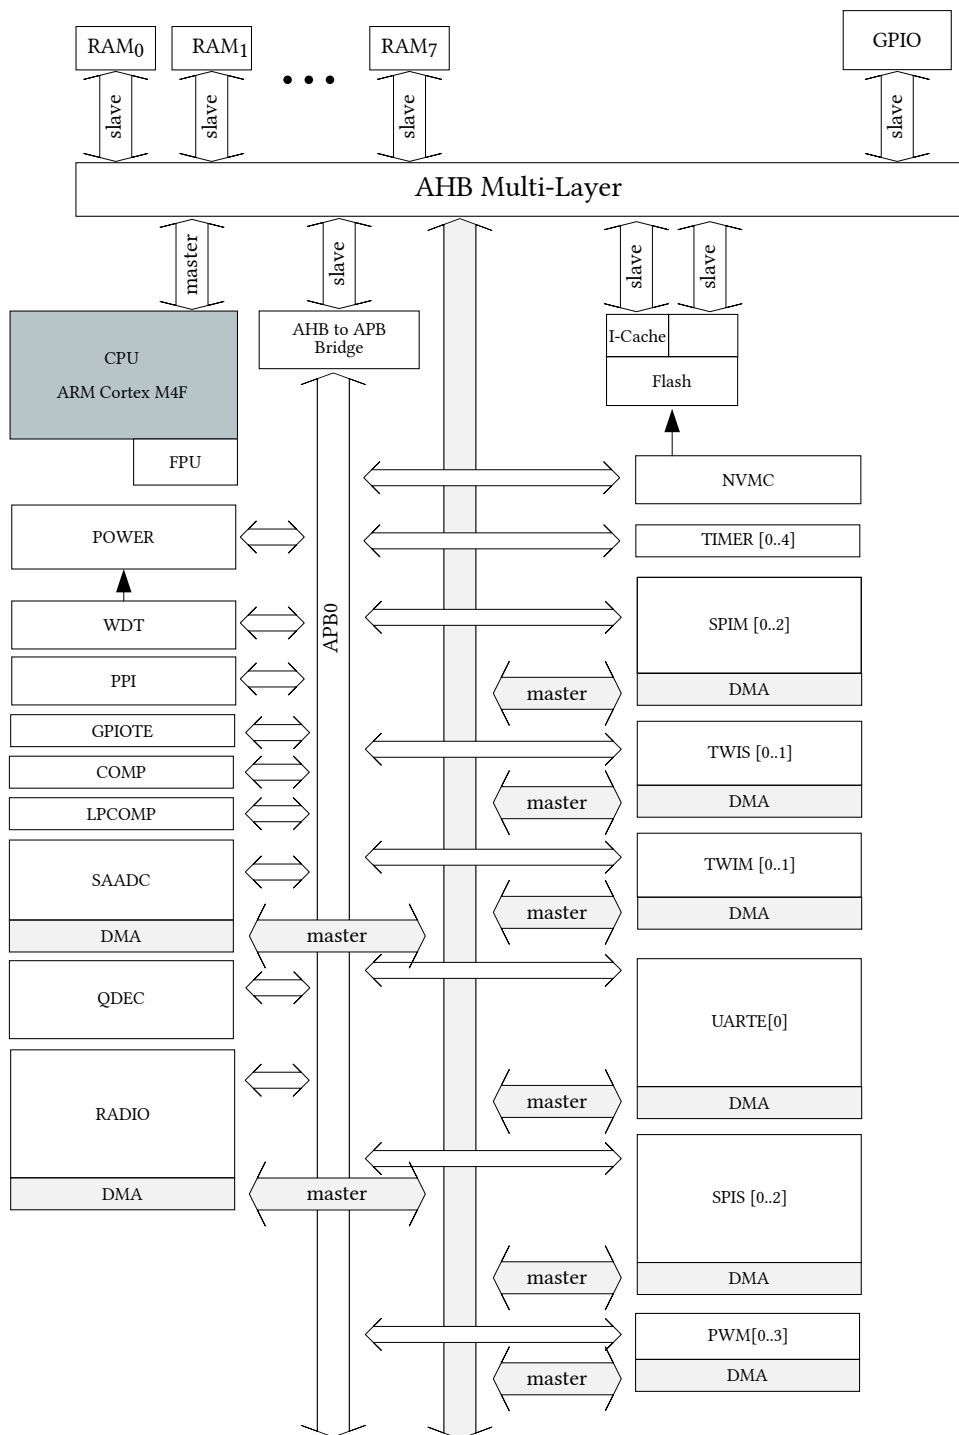 RAM0
RAM1
RAM7
GPIO
slave
slave
slave
slave
AHB Multi-Layer
master
slave
slave
slave
AHB to APB
Bridge
I-Cache
CPU
ARM Cortex M4F
Flash
FPU
NVMC
POWER
TIMER [0..4]
APB0
WDT
SPIM [0..2]
PPI
master
DMA
GPIOTE
TWIS [0..1]
COMP
master
DMA
LPCOMP
TWIM [0..1]
SAADC
master
DMA
DMA
master
QDEC
UARTE[0]
master
DMA
RADIO
DMA
master
SPIS [0..2]
master
DMA
PWM[0..3]
master
DMA